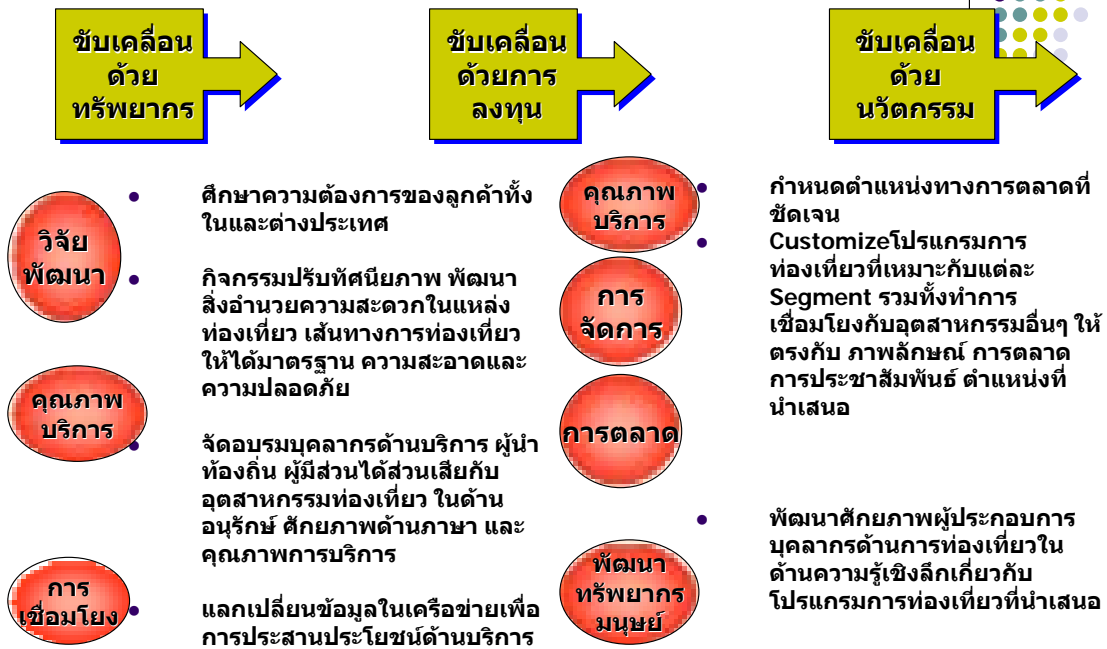 ขับเคลื่อน
ด้วย
ทรัพยากร
ขับเคลื่อน
ด้วยการ
ลงทุน
ขับเคลื่อน
ด้วย
นวัตกรรม
วิจัย
พัฒนา
คุณภาพ
บริการ
การ
เชื่อมโยง
• ศึกษาความต้องการของลูกค้าทั้ง
ในและต่างประเทศ
• กิจกรรมปรับทัศนียภาพ พัฒนา
สิ่งอำนวยความสะดวกในแหล่ง
ท่องเที่ยว เส้นทางการท่องเที่ยว
ให้ได้มาตรฐาน ความสะอาดและ
ความปลอดภัย
• จัดอบรมบุคลากรด้านบริการ ผู้นำ
ท้องถิ่น ผู้มีส่วนได้ส่วนเสียกับ
อุตสาหกรรมท่องเที่ยว ในด้าน
อนุรักษ์ ศักยภาพด้านภาษา และ
คุณภาพการบริการ
• แลกเปลี่ยนข้อมูลในเครือข่ายเพื่อ
การประสานประโยชน์ด้านบริการ
คุณภาพ
บริการ
การ
จัดการ
การตลาด
พัฒนา
ทรัพยากร
มนุษย์
• กำหนดตำแหน่งทางการตลาดที่
ชัดเจน
• Customizeโปรแกรมการ
ท่องเที่ยวที่เหมาะกับแต่ละ
Segment รวมทั้งทำการ
เชื่อมโยงกับอุตสาหกรรมอื่นๆ ให้
ตรงกับ ภาพลักษณ์ การตลาด
การประชาสัมพันธ์ ตำแหน่งที่
นำเสนอ
• พัฒนาศักยภาพผู้ประกอบการ
บุคลากรด้านการท่องเที่ยวใน
ด้านความรู้เชิงลึกเกี่ยวกับ
โปรแกรมการท่องเที่ยวที่นำเสนอ